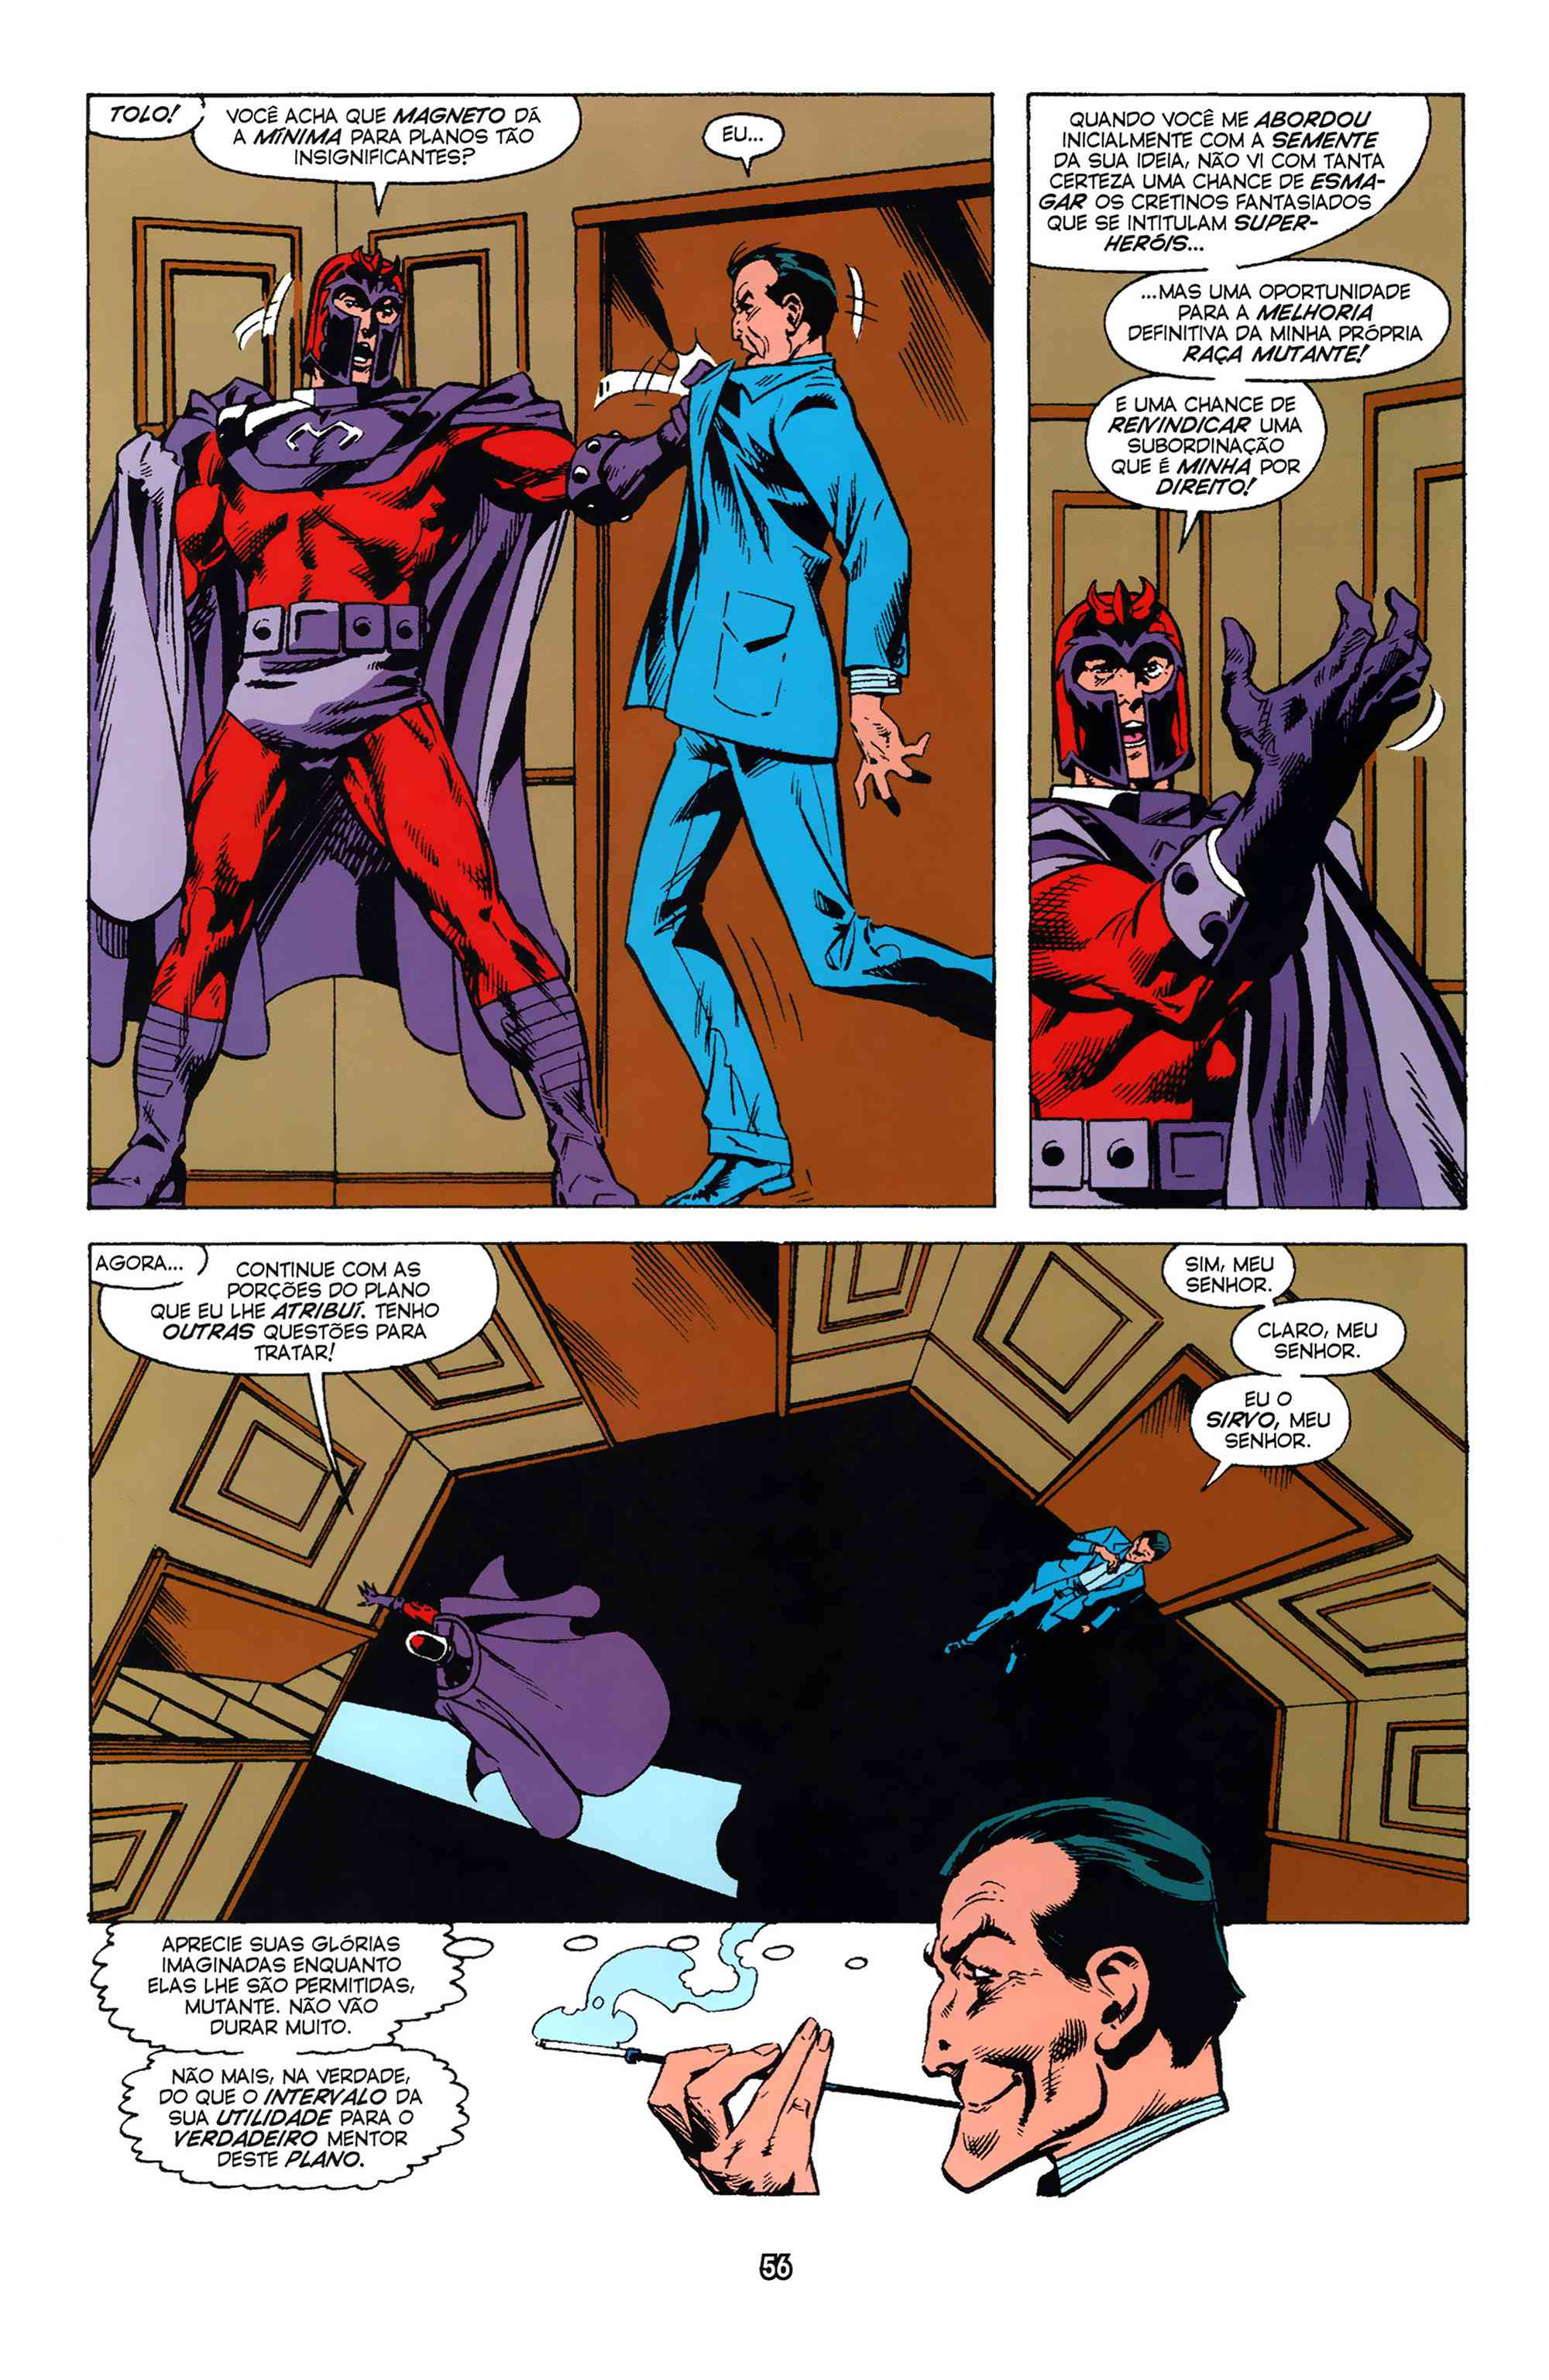 TOLO!
VOCÊ ACHA QUE MAGNETO DÁ
A MÍNIMA PARA PLANOS TÃO
INSIGNIFICANTES?
EU...
QUANDO VOCÊ ME ABORDOU
INICIALMENTE COM A SEMENTE
DA SUA IDEIA, NÃO VI COM TANTA
CERTEZA UMA CHANCE DE ESMA-
GAR OS CRETINOS FANTASIADOS
QUE SE INTITULAM SUPER-
HERÓIS...
...MAS UMA OPORTUNIDADE
PARA A MELHORIA
DEFINITIVA DA MINHA PRÓPRIA
RAÇA MUTANTE!
E UMA CHANCE DE
REIVINDICAR UMA
SUBORDINAÇÃO
QUE É MINHA POR
DIREITO!
AGORA...
CONTINUE COM AS
PORÇÕES DO PLANO
QUE EU LHE ATRIBUÍ. TENHO
OUTRAS QUESTÕES PARA
TRATAR!
SIM, MEU
SENHOR.
CLARO, MEU
SENHOR.
EU O
SIRVO, MEU
SENHOR.
APRECIE SUAS GLÓRIAS
IMAGINADAS ENQUANTO
ELAS LHE SÃO PERMITIDAS,
MUTANTE. NÃO VÃO
DURAR MUITO.
NÃO MAIS, NA VERDADE,
DO QUE O INTERVALO DA
SUA UTILIDADE PARA O
VERDADEIRO MENTOR
DESTE PLANO.
56